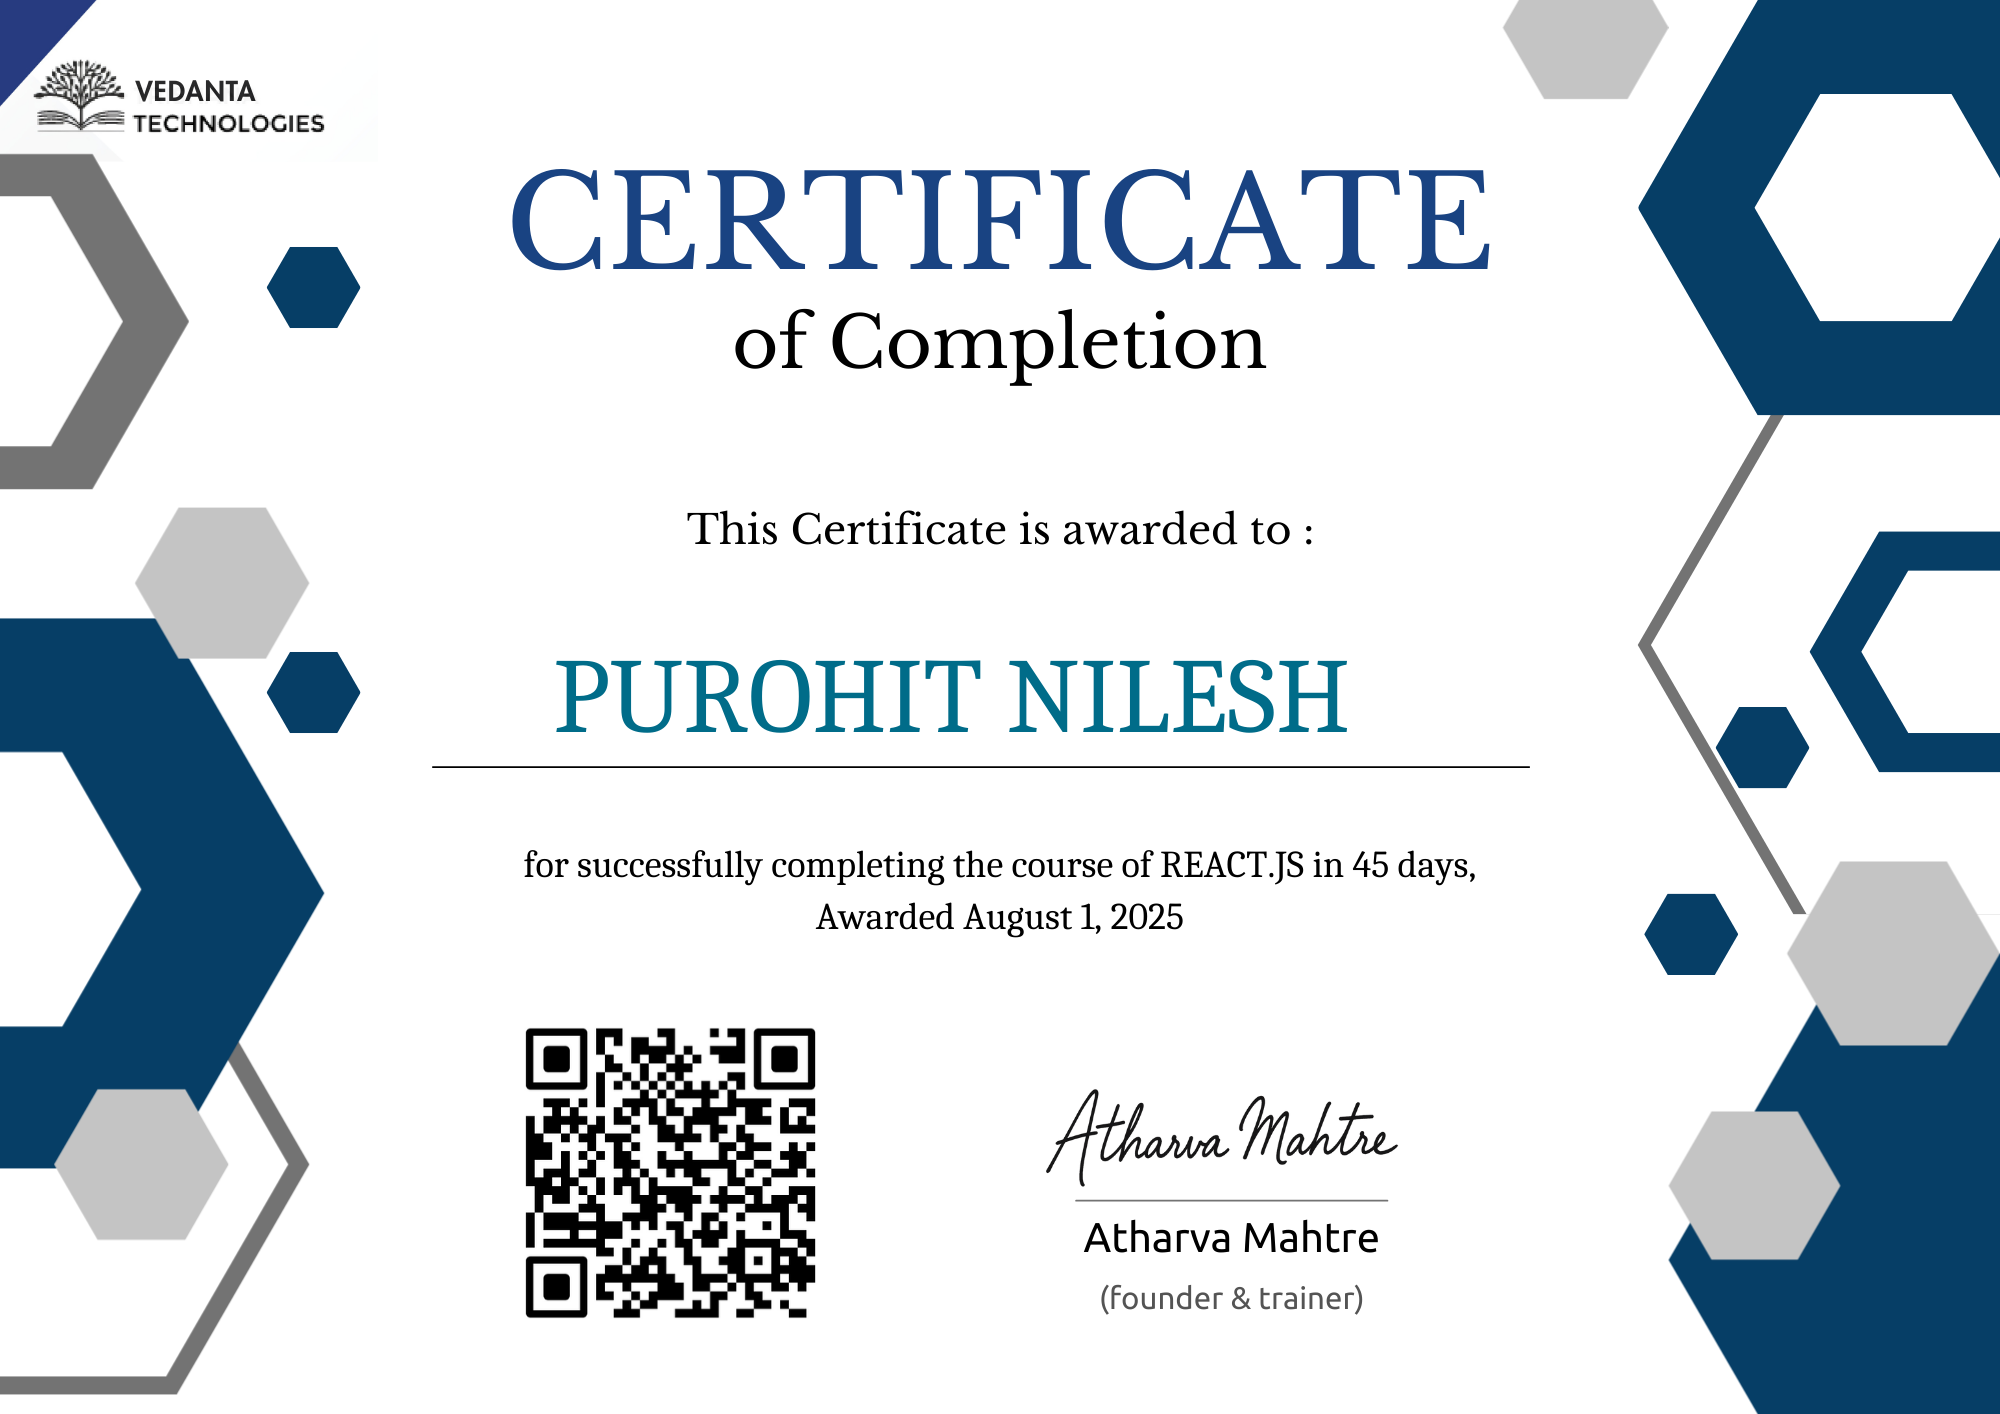 VEDANTA
TECHNOLOGIES
CERTIFICATE
of Completion
This Certificate is awarded to :
PUROHIT NILESH
for successfully completing the course of REACT.JS in 45 days,
Awarded August 1, 2025
Atharva Mahtre
Atharva Mahtre
(founder & trainer)